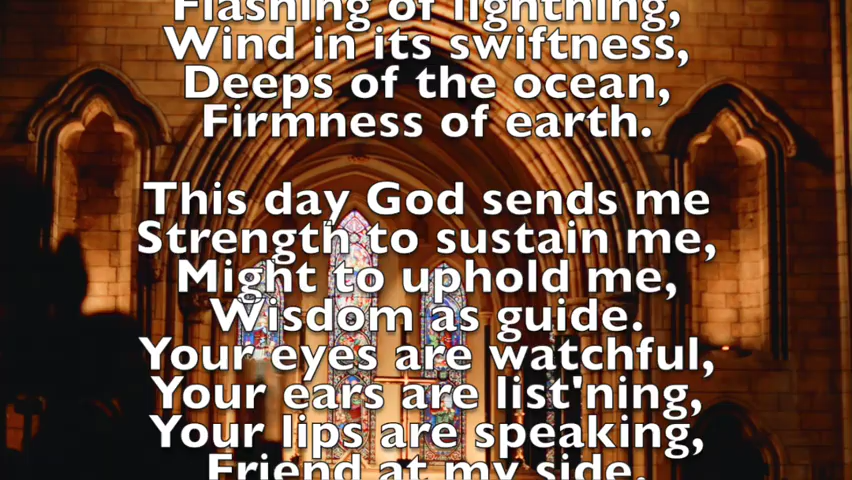 Flashing of lightning,
Wind in its swiftness,
Deeps of the ocean,
Firmness of earth.
This day God sends me
Strength to sustain me,
Might to uphold me,
Wisdom as guide.
Your eyes are watchful,
Your ears are list'ning,
Your lips are speaking,
Friend at my side.